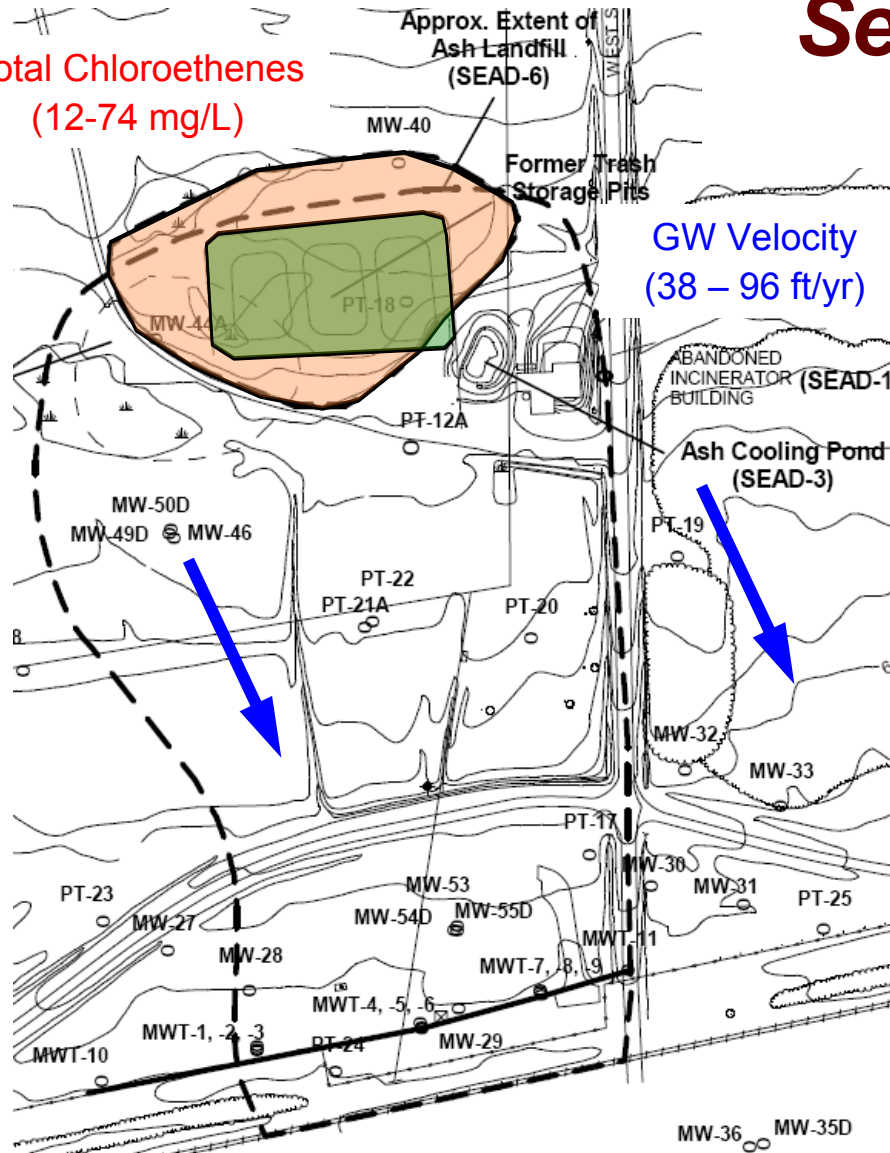 Se
Approx. Extent of
Ash Landfill
(SEAD-6)
WEST S
otal Chloroethenes
(12-74 mg/L)
MW-40
Former Trash
Storage Pits
GW Velocity
(38 – 96 ft/yr)
PT-18
MW-44A
ABANDONED
INCINERATOR
BUILDING
(SEAD-1
PT-12A
Ash Cooling Pond
(SEAD-3)
MW-50D
MW-49D
MW-46
PT-19
PT-22
PT-21A
PT-20
8
6
MW-32
MW-33
PT-17
MW-30
MW-31
PT-25
PT-23
MW-27
MW-53
MW-54D
MW-55D
MWT-11
MW-28
MWT-7, -8, -9
MWT-4, -5, -6
MWT-1, -2, -3
MW-29
PT-24
MWT-10
MW-36
MW-35D